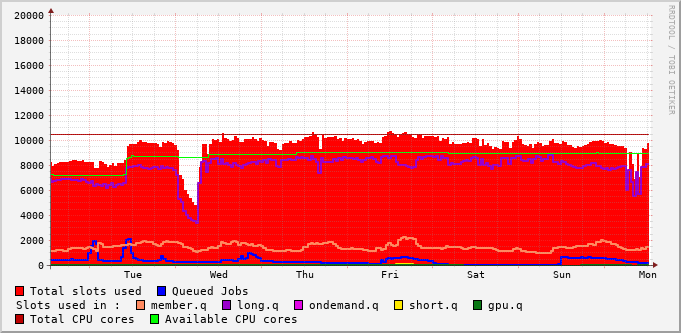 20000
18000
16000
14000
12000
10000
8000
6000
4000
2000
0
Tue Wed Thu Fri Sat Sun Mon
Total slots used Queued Jobs
Slots used in : member.q long.q ondemand.q short.q gpu.q
Total CPU cores Available CPU cores
RRDTOOL / TOBI OETIKER